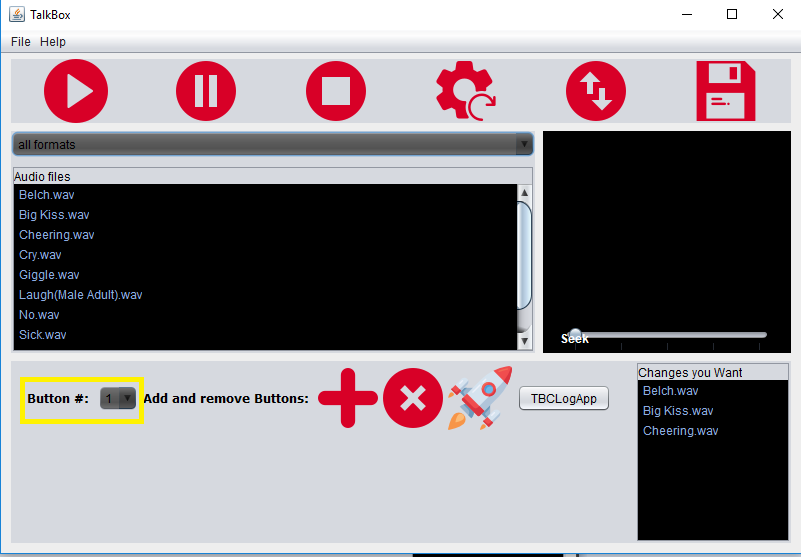 TalkBox
File Help
all formats
Audio files
Belch.wav
Big Kiss.wav
Cheering.wav
Cry.wav
Giggle.wav
Laugh(Male Adult).wav
No.wav
Sick.wav
Seek
Button #: 1 Add and remove Buttons: TBCLogApp
Changes you Want
Belch.wav
Big Kiss.wav
Cheering.wav